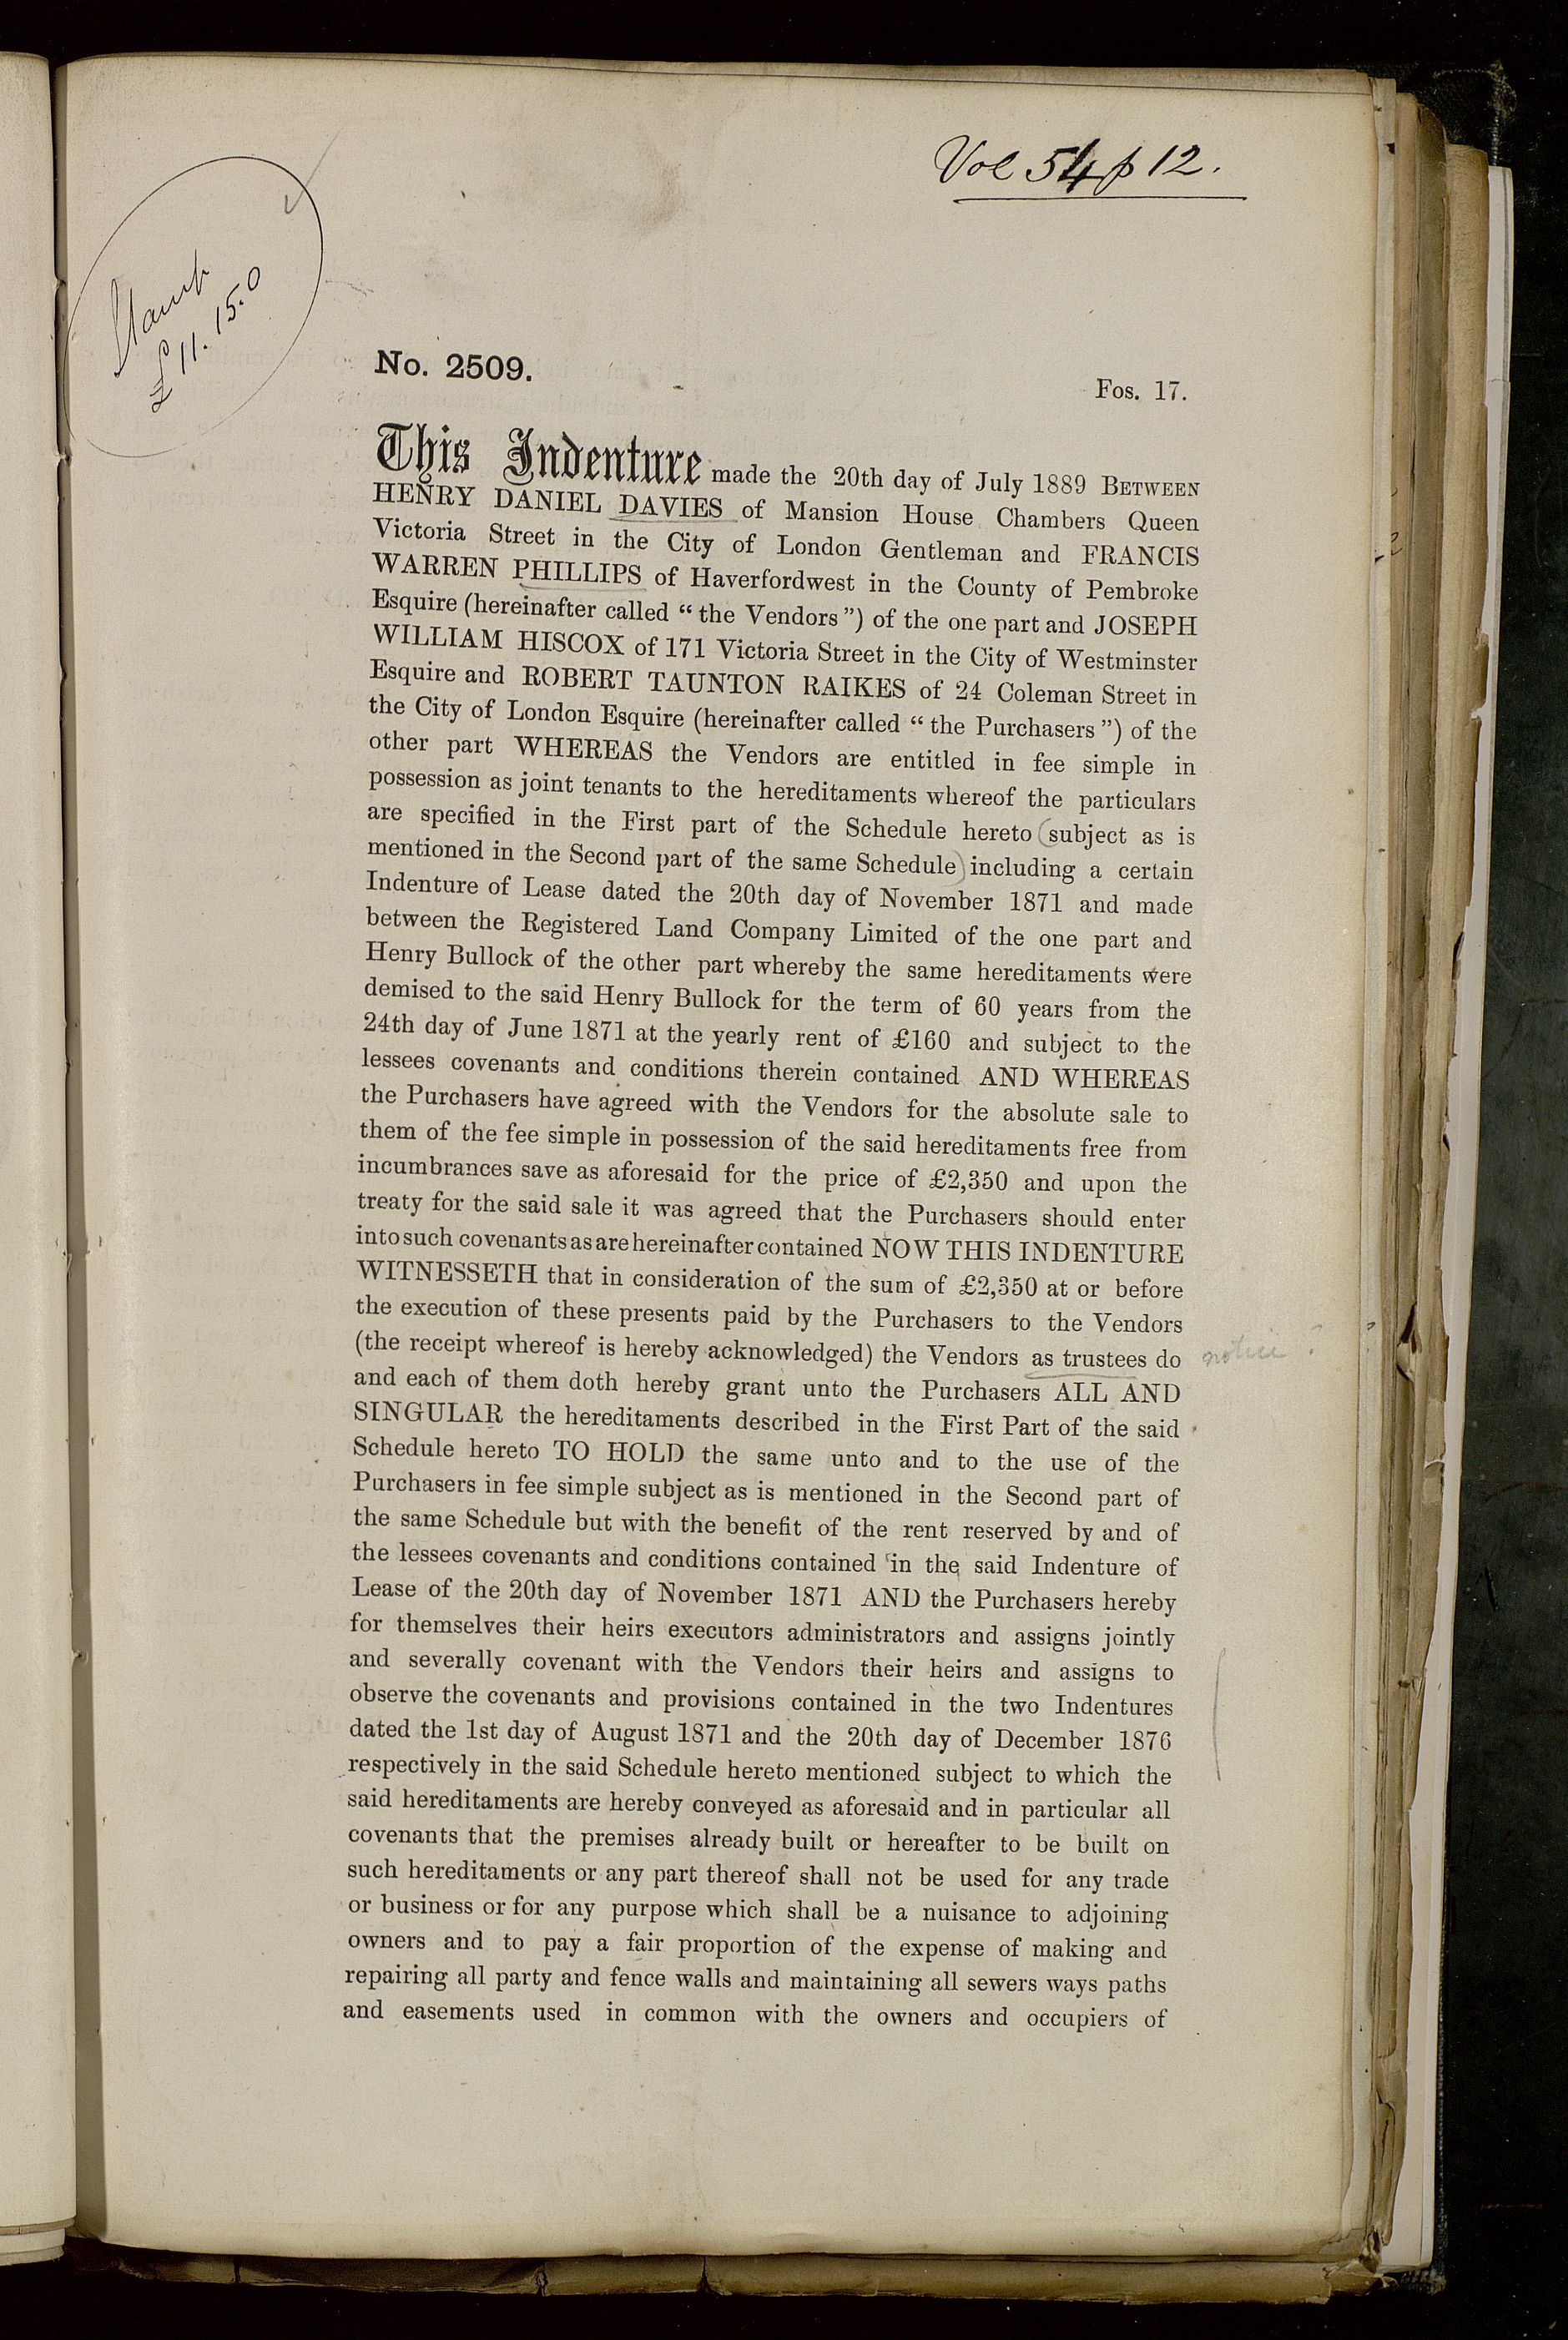 Vol 54 p 12.
Stamp
£11.15.0
No. 2509.
Fos. 17.
This Indenture made the 20th day of July 1889 BETWEEN
HENRY DANIEL DAVIES of Mansion House Chambers Queen
Victoria Street in the City of London Gentleman and FRANCIS
WARREN PHILLIPS of Haverfordwest in the County of Pembroke
Esquire (hereinafter called “ the Vendors ”) of the one part and JOSEPH
WILLIAM HISCOX of 171 Victoria Street in the City of Westminster
Esquire and ROBERT TAUNTON RAIKES of 24 Coleman Street in
the City of London Esquire (hereinafter called “ the Purchasers ”) of the
other part WHEREAS the Vendors are entitled in fee simple in
possession as joint tenants to the hereditaments whereof the particulars
are specified in the First part of the Schedule hereto (subject as is
mentioned in the Second part of the same Schedule) including a certain
Indenture of Lease dated the 20th day of November 1871 and made
between the Registered Land Company Limited of the one part and
Henry Bullock of the other part whereby the same hereditaments were
demised to the said Henry Bullock for the term of 60 years from the
24th day of June 1871 at the yearly rent of £160 and subject to the
lessees covenants and conditions therein contained AND WHEREAS
the Purchasers have agreed with the Vendors for the absolute sale to
them of the fee simple in possession of the said hereditaments free from
incumbrances save as aforesaid for the price of £2,350 and upon the
treaty for the said sale it was agreed that the Purchasers should enter
into such covenants as are hereinafter contained NOW THIS INDENTURE
WITNESSETH that in consideration of the sum of £2,350 at or before
the execution of these presents paid by the Purchasers to the Vendors
(the receipt whereof is hereby acknowledged) the Vendors as trustees do
notice ?
and each of them doth hereby grant unto the Purchasers ALL AND
SINGULAR the hereditaments described in the First Part of the said
Schedule hereto TO HOLD the same unto and to the use of the
Purchasers in fee simple subject as is mentioned in the Second part of
the same Schedule but with the benefit of the rent reserved by and of
the lessees covenants and conditions contained in the said Indenture of
Lease of the 20th day of November 1871 AND the Purchasers hereby
for themselves their heirs executors administrators and assigns jointly
and severally covenant with the Vendors their heirs and assigns to
observe the covenants and provisions contained in the two Indentures
dated the 1st day of August 1871 and the 20th day of December 1876
respectively in the said Schedule hereto mentioned subject to which the
said hereditaments are hereby conveyed as aforesaid and in particular all
covenants that the premises already built or hereafter to be built on
such hereditaments or any part thereof shall not be used for any trade
or business or for any purpose which shall be a nuisance to adjoining
owners and to pay a fair proportion of the expense of making and
repairing all party and fence walls and maintaining all sewers ways paths
and easements used in common with the owners and occupiers of